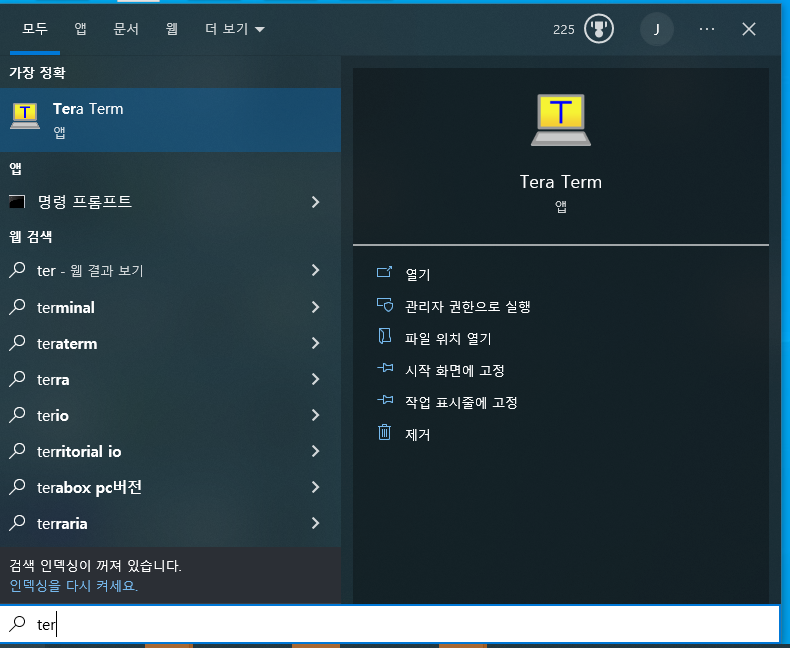 모두 앱 문서 웹 더 보기 225 J ...
가장 정확
Tera Term
앱
앱
명령 프롬프트
웹 검색
ter - 웹 결과 보기
terminal
teraterm
terra
terio
territorial io
terabox pc버전
terraria
검색 인덱싱이 꺼져 있습니다.
인덱싱을 다시 켜세요.
ter
T
Tera Term
앱
열기
관리자 권한으로 실행
파일 위치 열기
시작 화면에 고정
작업 표시줄에 고정
제거